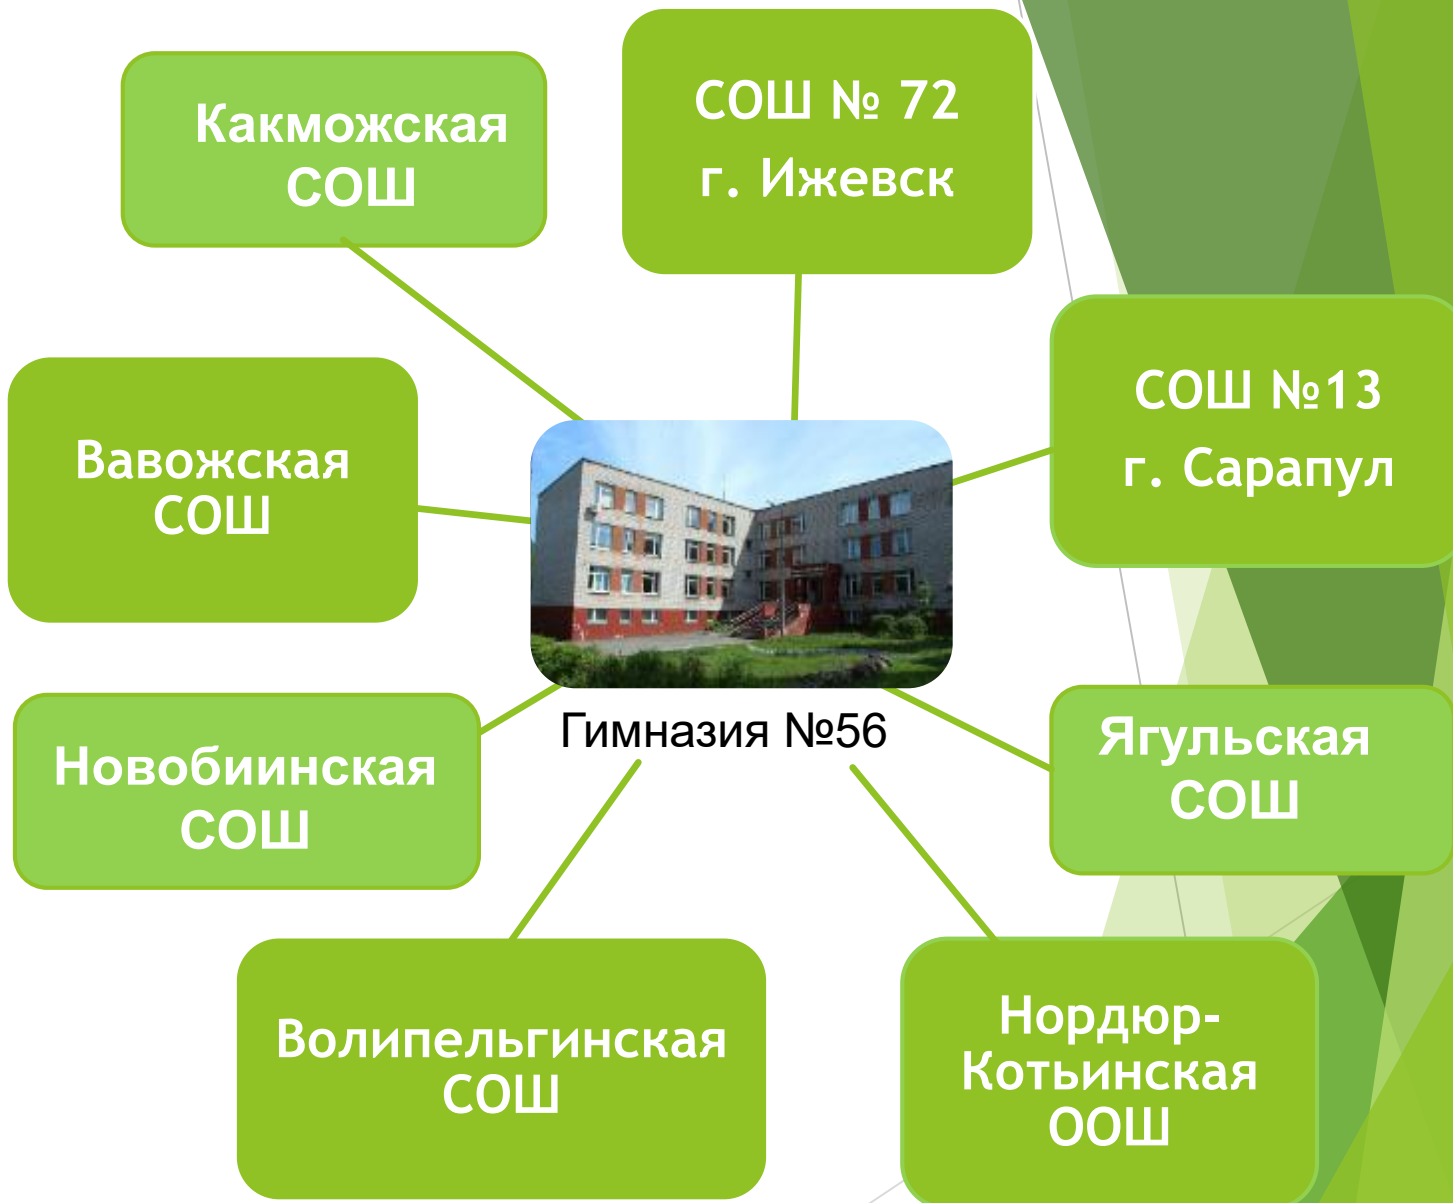 Какможская
СОШ
СОШ № 72
г. Ижевск
СОШ №13
г. Сарапул
Вавожская
СОШ
Гимназия №56
Новобиинская
СОШ
Ягульская
СОШ
Волипельгинская
СОШ
Нордюр-
Котьинская
ООШ